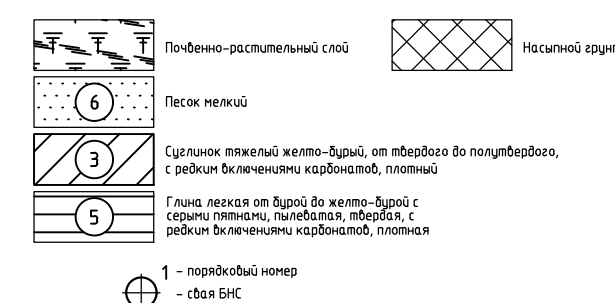 Почвенно-растительный слой
Насыпной грунт
6
Песок мелкий
3
Суглинок тяжелый желто-бурый, от твердого до полутвердого,
с редким включениями карбонатов, плотный
5
Глина легкая от бурой до желто-бурой с
серыми пятнами, пылеватая, твердая, с
редким включениями карбонатов, плотная
1 - порядковый номер
- свая БНС